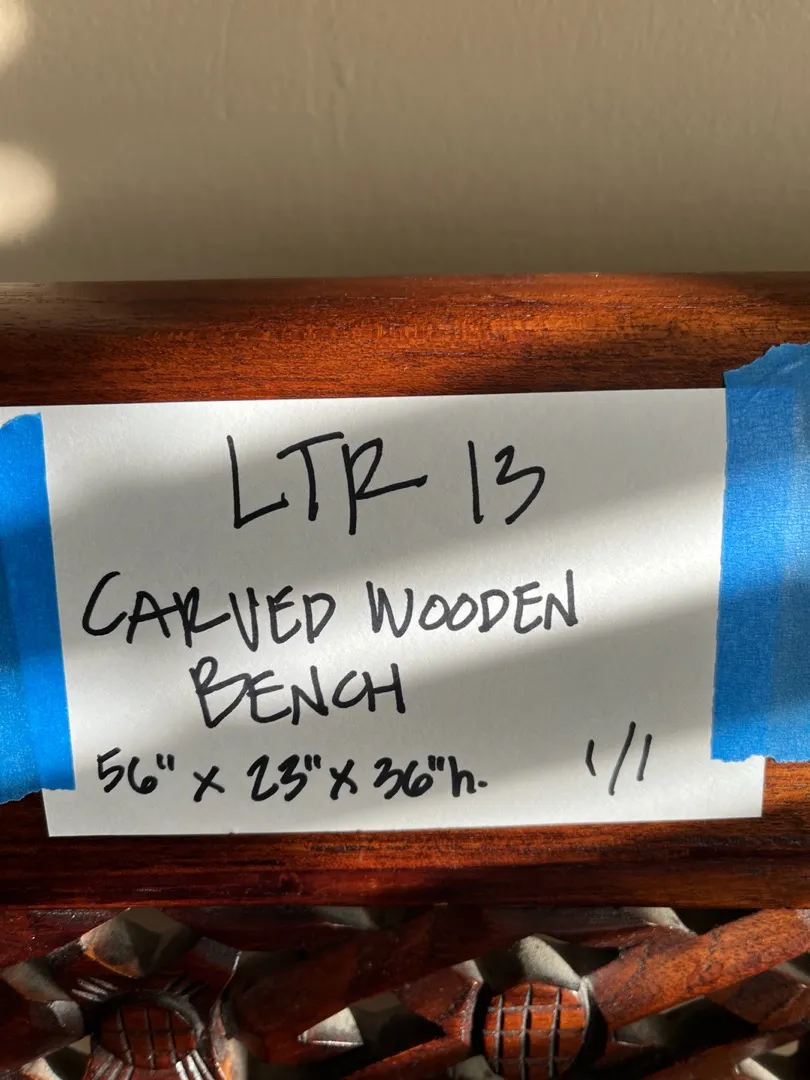 LTR 13
CARVED WOODEN
BENCH
56" x 23" x 36"h. 1/1